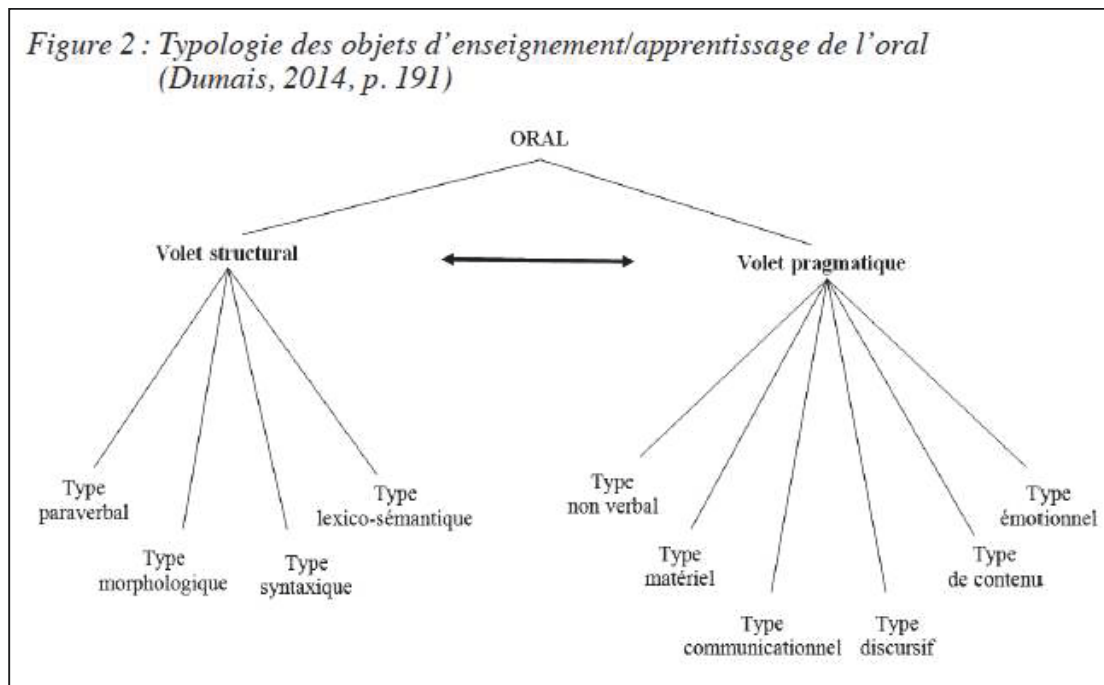 Figure 2 : Typologie des objets d'enseignement/apprentissage de l'oral
(Dumais, 2014, p. 191)
ORAL
Volet structural
Volet pragmatique
Type
paraverbal
Type
morphologique
Type
syntaxique
Type
lexico-sémantique
Type
non verbal
Type
matériel
Type
communicationnel
Type
discursif
Type
de contenu
Type
émotionnel